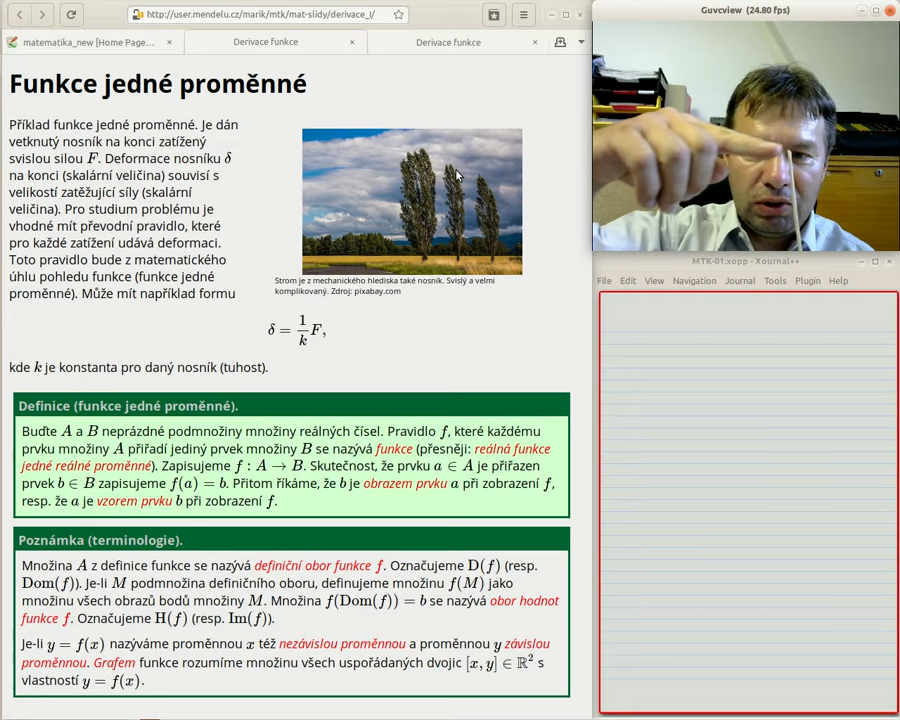 http://user.mendelu.cz/marik/mtk/mat-slidy/derivace_I/
Guvcview (24.80 fps)
matematika_new [Home Page...
Derivace funkce
Derivace funkce
Funkce jedné proměnné
Příklad funkce jedné proměnné. Je dán
vetknutý nosník na konci zatížený
svislou silou F. Deformace nosníku δ
na konci (skalární veličina) souvisí s
velikostí zatěžující síly (skalární
veličina). Pro studium problému je
vhodné mít převodní pravidlo, které
pro každé zatížení udává deformaci.
Toto pravidlo bude z matematického
úhlu pohledu funkce (funkce jedné
proměnné). Může mít například formu
Strom je z mechanického hlediska také nosník. Svislý a velmi
komplikovaný. Zdroj: pixabay.com
δ = 1/k F,
kde k je konstanta pro daný nosník (tuhost).
Definice (funkce jedné proměnné).
Buďte A a B neprázdné podmnožiny množiny reálných čísel. Pravidlo f, které každému
prvku množiny A přiřadí jediný prvek množiny B se nazývá funkce (přesněji: reálná funkce
jedné reálné proměnné). Zapisujeme f : A → B. Skutečnost, že prvku a ∈ A je přiřazen
prvek b ∈ B zapisujeme f(a) = b. Přitom říkáme, že b je obrazem prvku a při zobrazení f,
resp. že a je vzorem prvku b při zobrazení f.
Poznámka (terminologie).
Množina A z definice funkce se nazývá definiční obor funkce f. Označujeme D(f) (resp.
Dom(f)). Je-li M podmnožina definičního oboru, definujeme množinu f(M) jako
množinu všech obrazů bodů množiny M. Množina f(Dom(f)) = b se nazývá obor hodnot
funkce f. Označujeme H(f) (resp. Im(f)).
Je-li y = f(x) nazýváme proměnnou x též nezávislou proměnnou a proměnnou y závislou
proměnnou. Grafem funkce rozumíme množinu všech uspořádaných dvojic [x, y] ∈ ℝ² s
vlastností y = f(x).
MTK-01.xopp - Xournal++
File Edit View Navigation Journal Tools Plugin Help